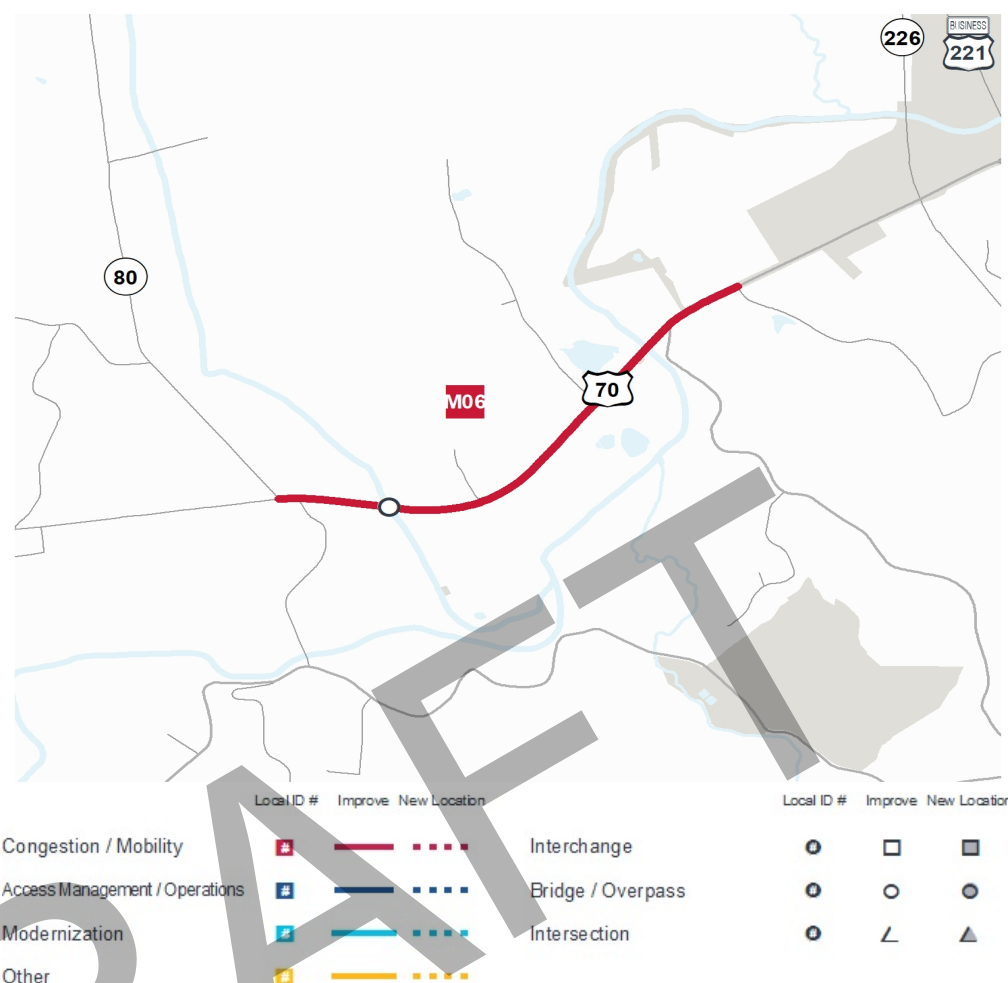 226
BUSINESS
221
80
70
M06
Local ID # Improve New Location
Congestion / Mobility #
Access Management / Operations #
Modernization #
Other #
Local ID # Improve New Location
Interchange #
Bridge / Overpass #
Intersection #
RAFT